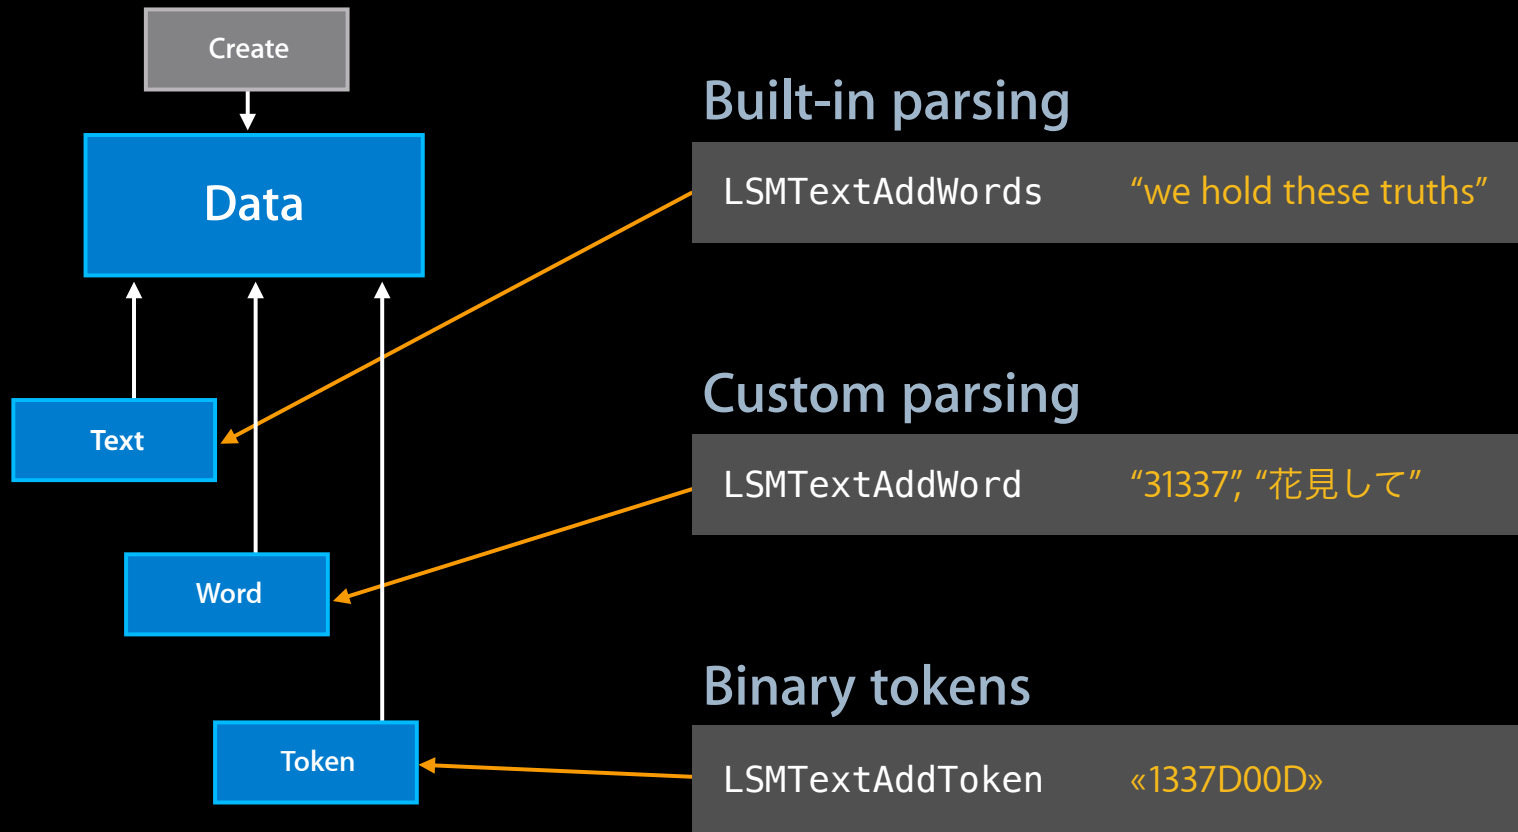 Create
Data
Text
Word
Token
Built-in parsing
LSMTextAddWords “we hold these truths”
Custom parsing
LSMTextAddWord “31337”, “花見して”
Binary tokens
LSMTextAddToken «1337D00D»